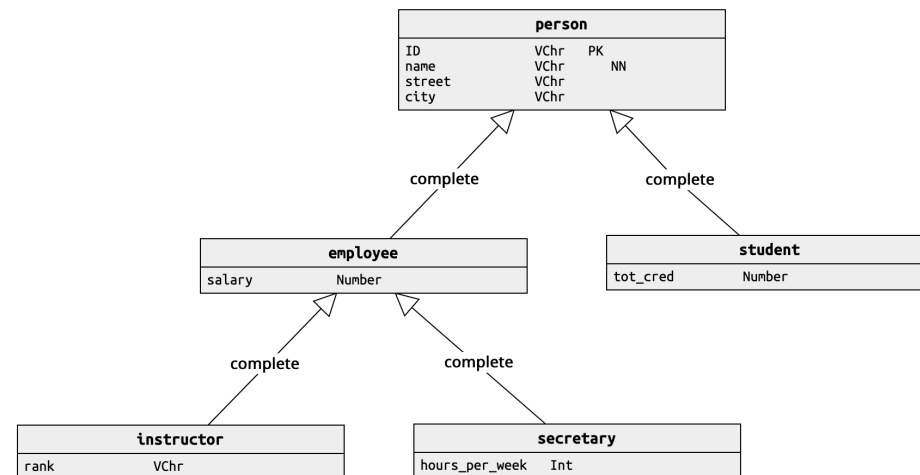 person
ID VChr PK
name VChr NN
street VChr
city VChr
complete
complete
employee
salary Number
student
tot_cred Number
complete
complete
instructor
rank VChr
secretary
hours_per_week Int